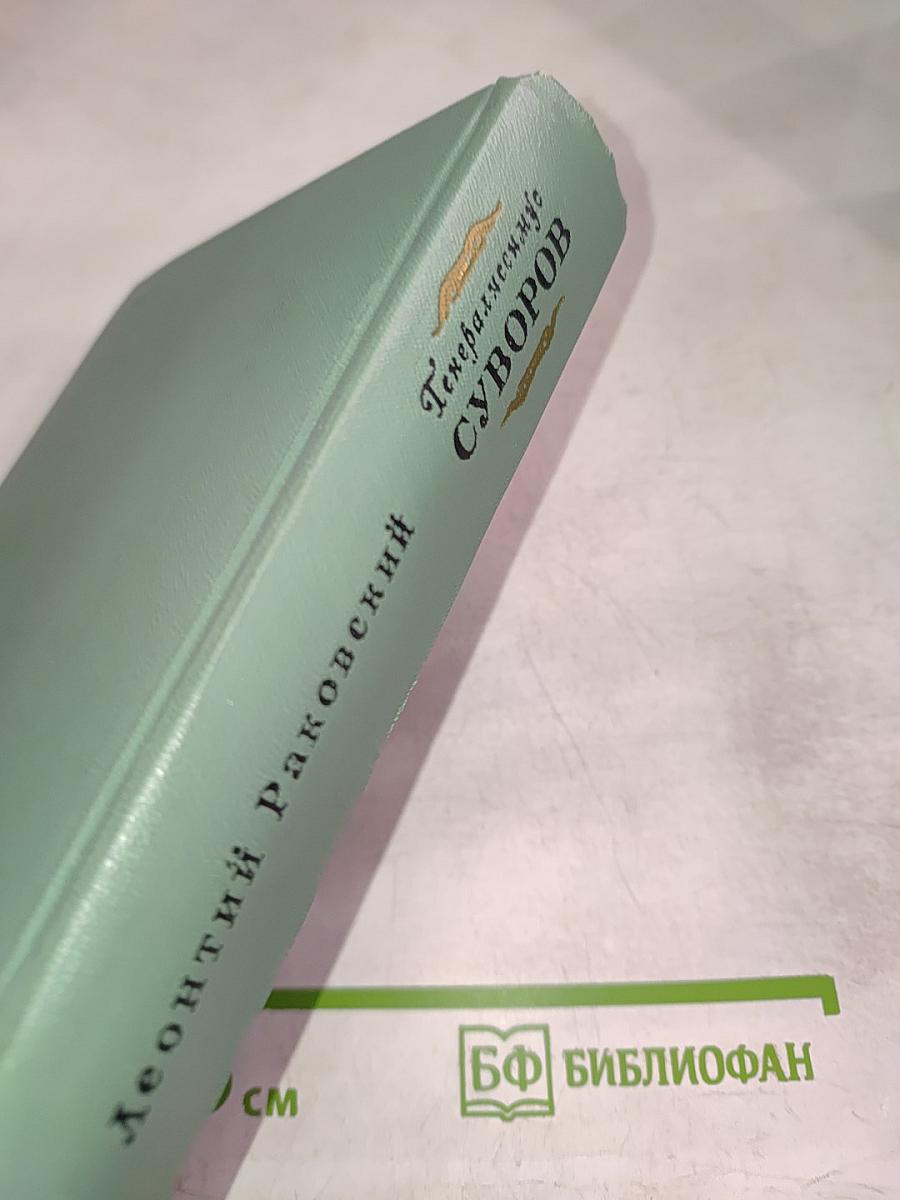 Генералиссимус
СУВОРОВ
Леонтий Раковский
см
БФ БИБЛИОФАН